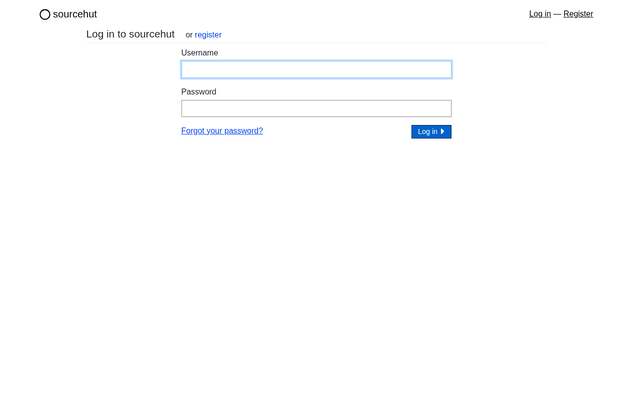 sourcehut
Log in — Register
Log in to sourcehut or register
Username
Password
Forgot your password?
Log in